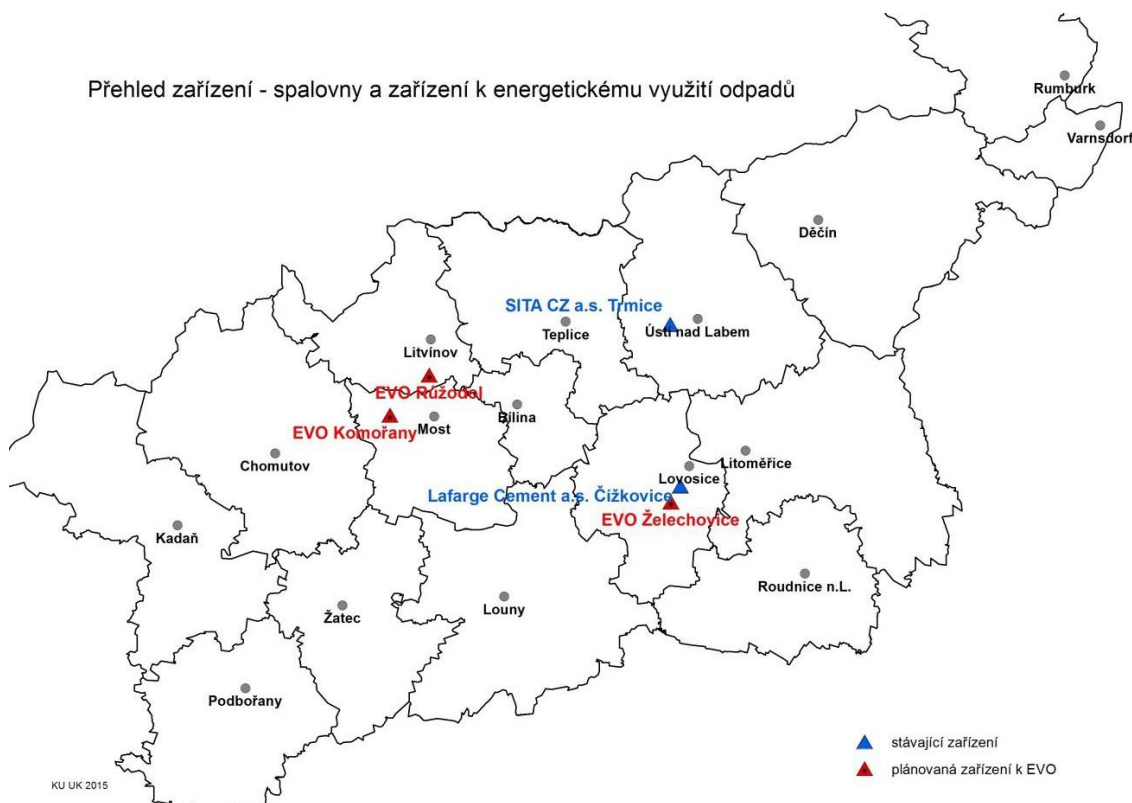 Přehled zařízení - spalovny a zařízení k energetickému využití odpadů
Rumburk
Varnsdorf
Děčín
SITA CZ a.s. Trmice
Teplice
Ústí nad Labem
Litvínov
EVO Růžodol
Bílina
EVO Komořany
Most
Chomutov
Litoměřice
Lovosice
Lafarge Cement a.s. Čížkovice
EVO Želechovice
Kadaň
Roudnice n.L.
Louny
Žatec
Podbořany
stávající zařízení
plánovaná zařízení k EVO
KU UK 2015